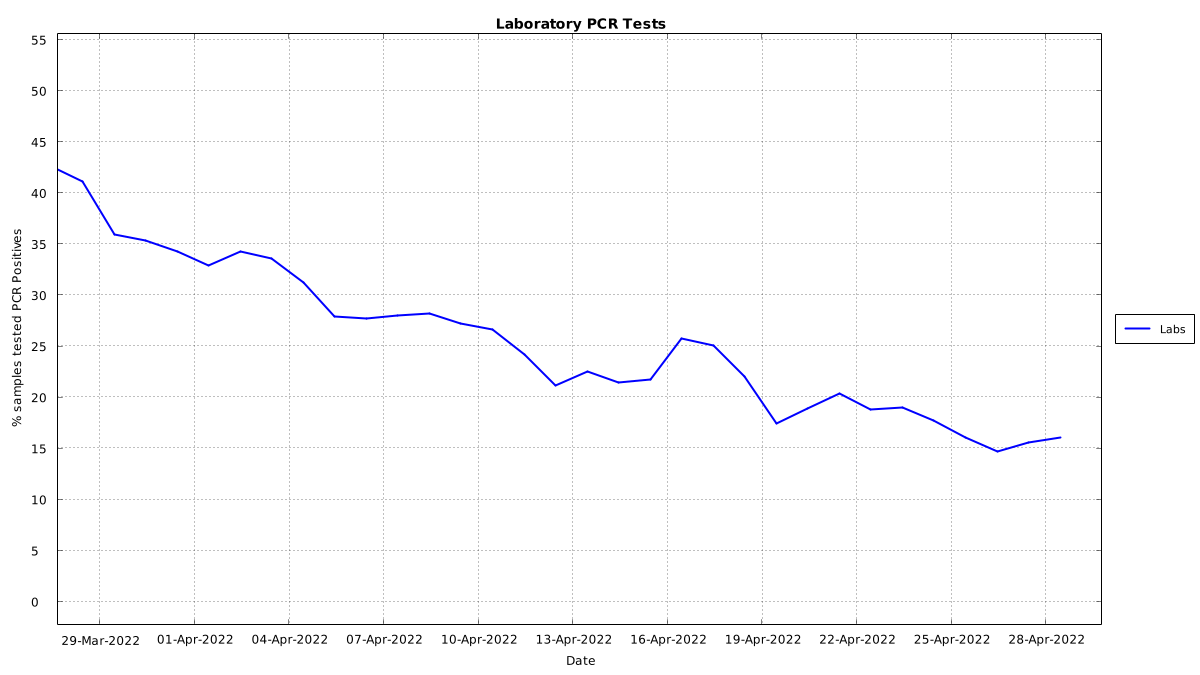 Laboratory PCR Tests
55
50
45
40
35
30
25
20
15
10
5
0
% samples tested PCR Positives
29-Mar-2022 01-Apr-2022 04-Apr-2022 07-Apr-2022 10-Apr-2022 13-Apr-2022 16-Apr-2022 19-Apr-2022 22-Apr-2022 25-Apr-2022 28-Apr-2022
Date
Labs